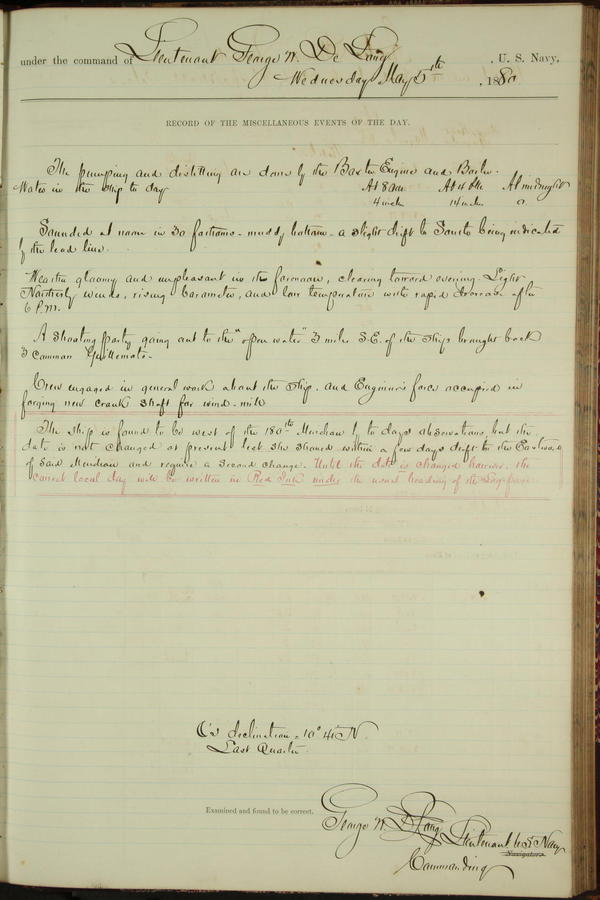 under the command of Lieutenant George W. De Long, U. S. Navy,
Wednesday May 5th, 1880
RECORD OF THE MISCELLANEOUS EVENTS OF THE DAY.
The pumping and distilling are done by the Baxter Engine and Boiler.
Water in the ship to day At 8 a.m. At 4 P.M. At midnight
4 inches 14 inches 0
Sounded at noon in 30 fathoms - muddy bottom - a slight drift to South being indicated
by the lead line.
Weather gloomy and unpleasant in the forenoon, clearing toward evening. Light
Northerly winds, rising barometer, and low temperature with rapid decrease after
6 P.M.
A shooting party going out to the "open water" 3 miles S.E. of the ship brought back
3 common Guillemots.
Crew engaged in general work about the ship, and Engineer's force occupied in
forging new crank shaft for wind-mill
The ship is found to be west of the 180th Meridian by to day's observations, but the
date is not changed at present lest she should within a few days drift to the Eastward
of said Meridian and require a second change. Until the date is changed however, the
correct local day will be written in Red Ink under the usual heading of the Log page.
☾'s declination = 10° 41' N
Last Quarter.
Examined and found to be correct.
George W. De Long Lieutenant U.S. Navy
Navigator.
Commanding